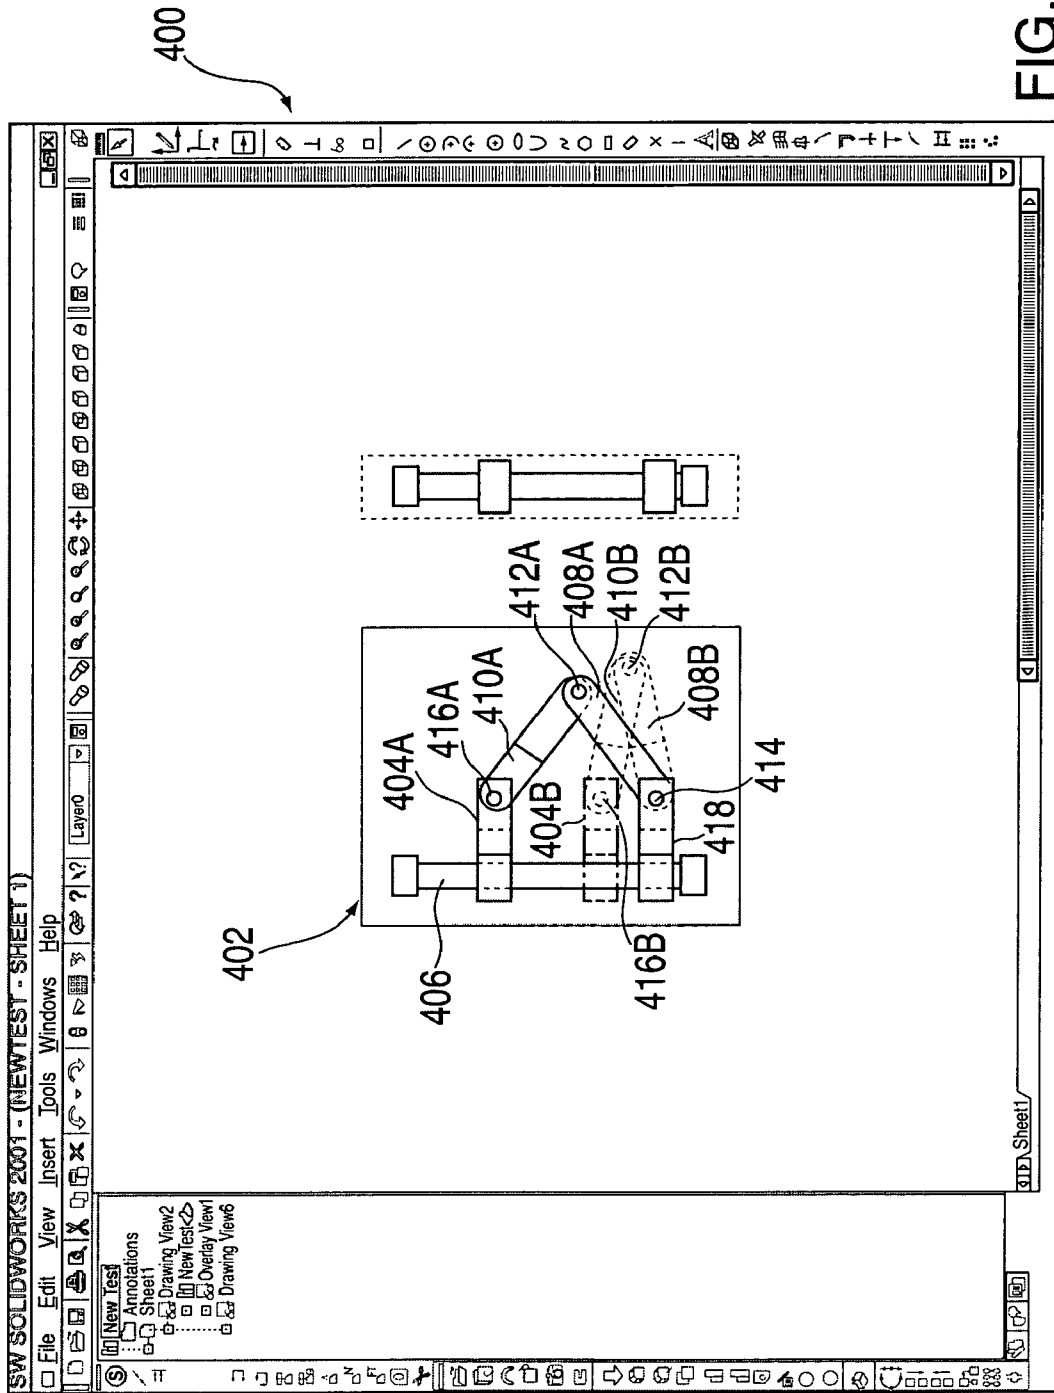 SW SOLIDWORKS 2001 - (NEWTEST - SHEET 1)
File Edit View Insert Tools Windows Help
Layer0
New Test
Annotations
Sheet1
Drawing View2
NewTest<2>
Overlay View1
Drawing View6
400
402
406
404A
416A
410A
412A
408A
410B
412B
408B
404B
414
418
416B
Sheet1
FIG.